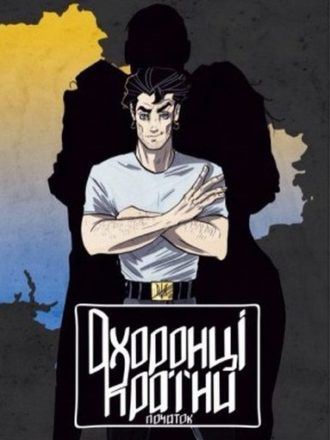 Охоронці
країни
початок